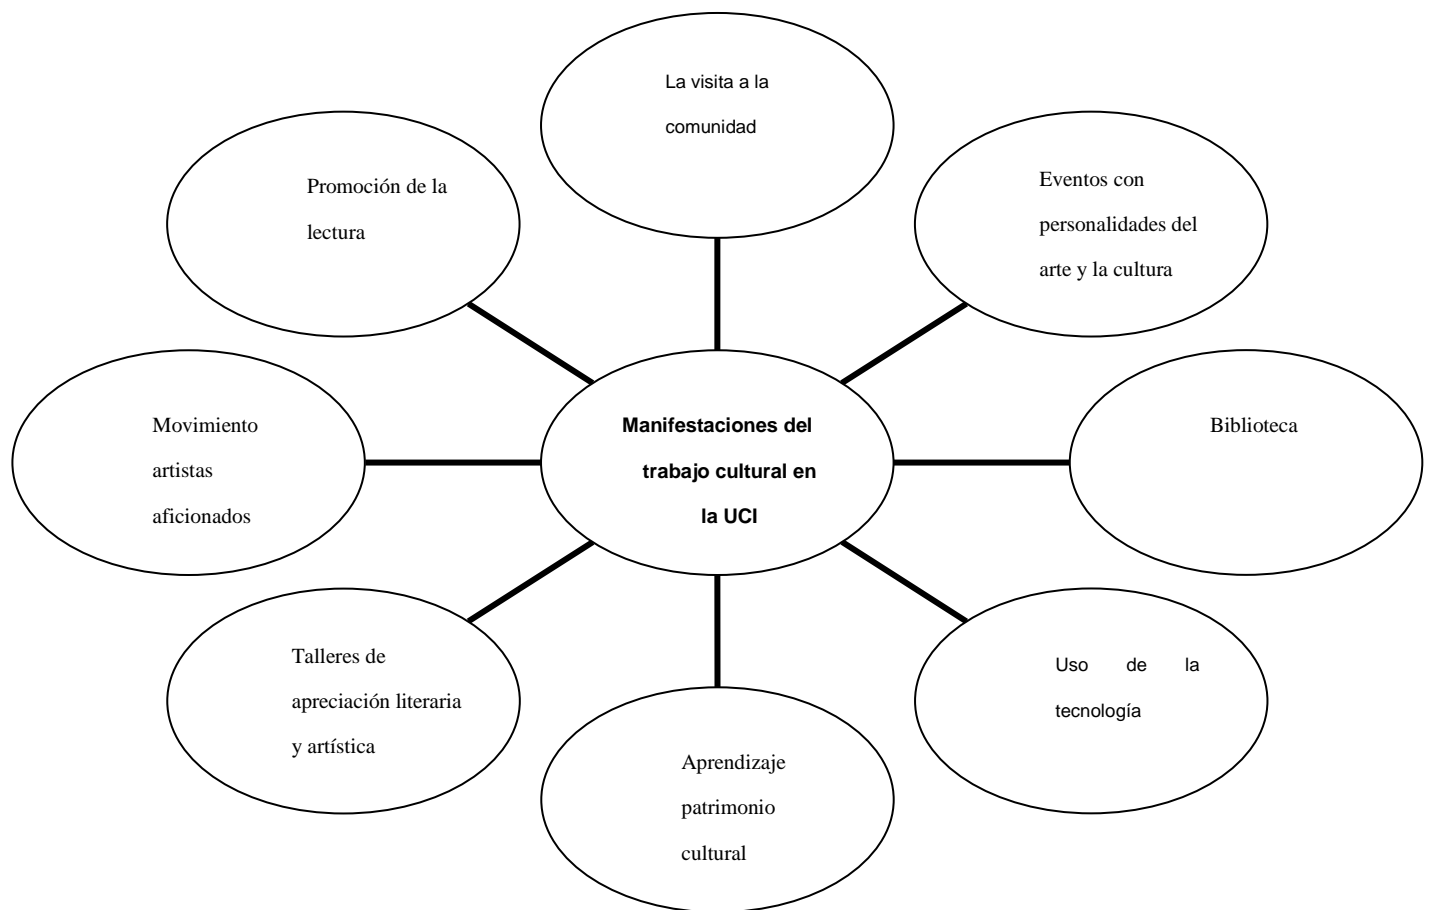 La visita a la
comunidad
Promoción de la
lectura
Eventos con
personalidades del
arte y la cultura
Movimiento
artistas
aficionados
Manifestaciones del
trabajo cultural en
la UCI
Biblioteca
Talleres de
apreciación literaria
y artística
Uso de la
tecnología
Aprendizaje
patrimonio
cultural